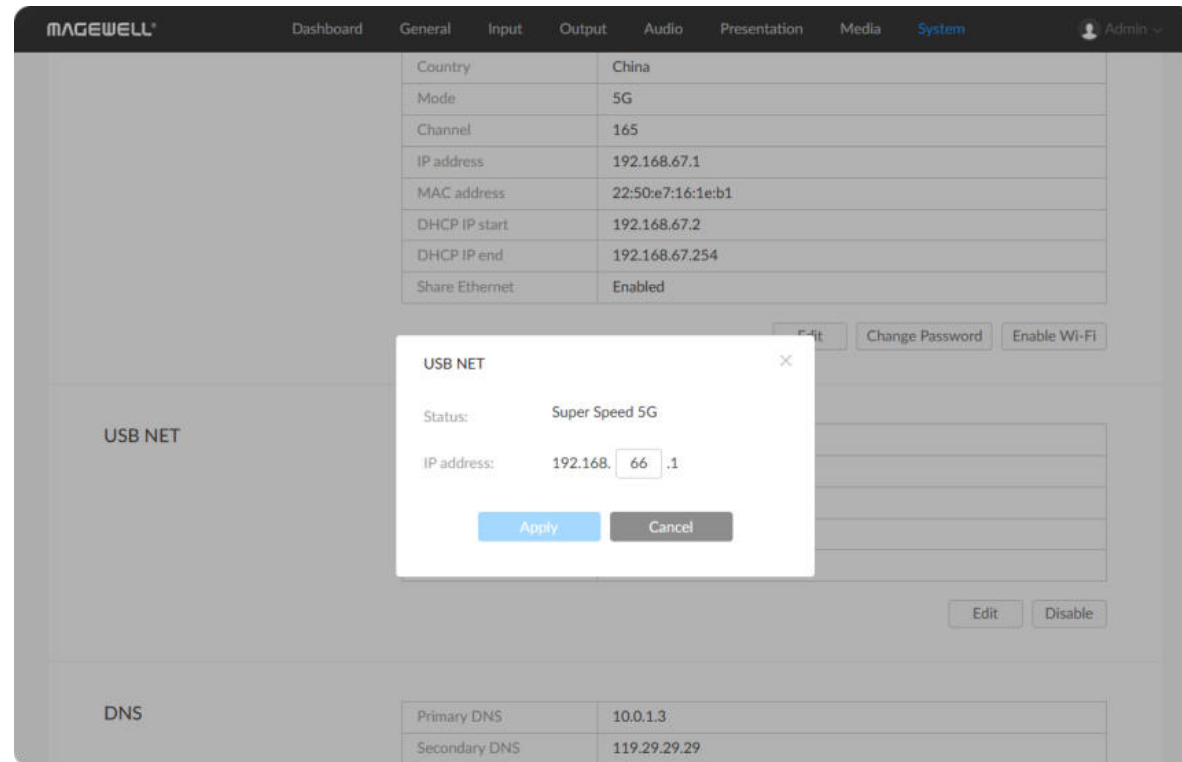 MAGEWELL® Dashboard General Input Output Audio Presentation Media System Admin
Country China
Mode 5G
Channel 165
IP address 192.168.67.1
MAC address 22:50:e7:16:1e:b1
DHCP IP start 192.168.67.2
DHCP IP end 192.168.67.254
Share Ethernet Enabled
Edit Change Password Enable Wi-Fi
USB NET
USB NET
Status: Super Speed 5G
IP address: 192.168. 66 .1
Apply Cancel
Edit Disable
DNS
Primary DNS 10.0.1.3
Secondary DNS 119.29.29.29